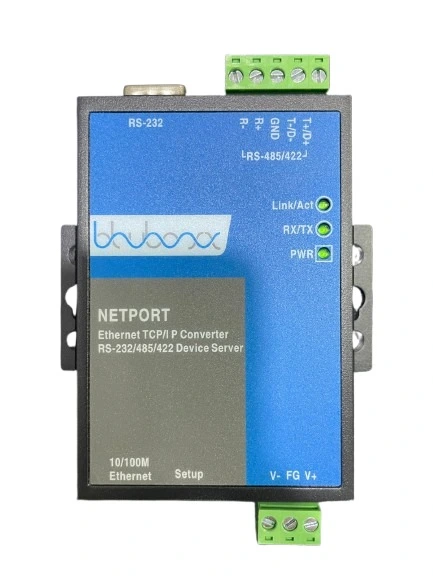 RS-232
R-
R+
GND
T-/D-
T+/D+
RS-485/422
Link/Act
RX/TX
PWR
NETPORT
Ethernet TCP/I P Converter
RS-232/485/422 Device Server
10/100M
Ethernet
Setup
V- FG V+